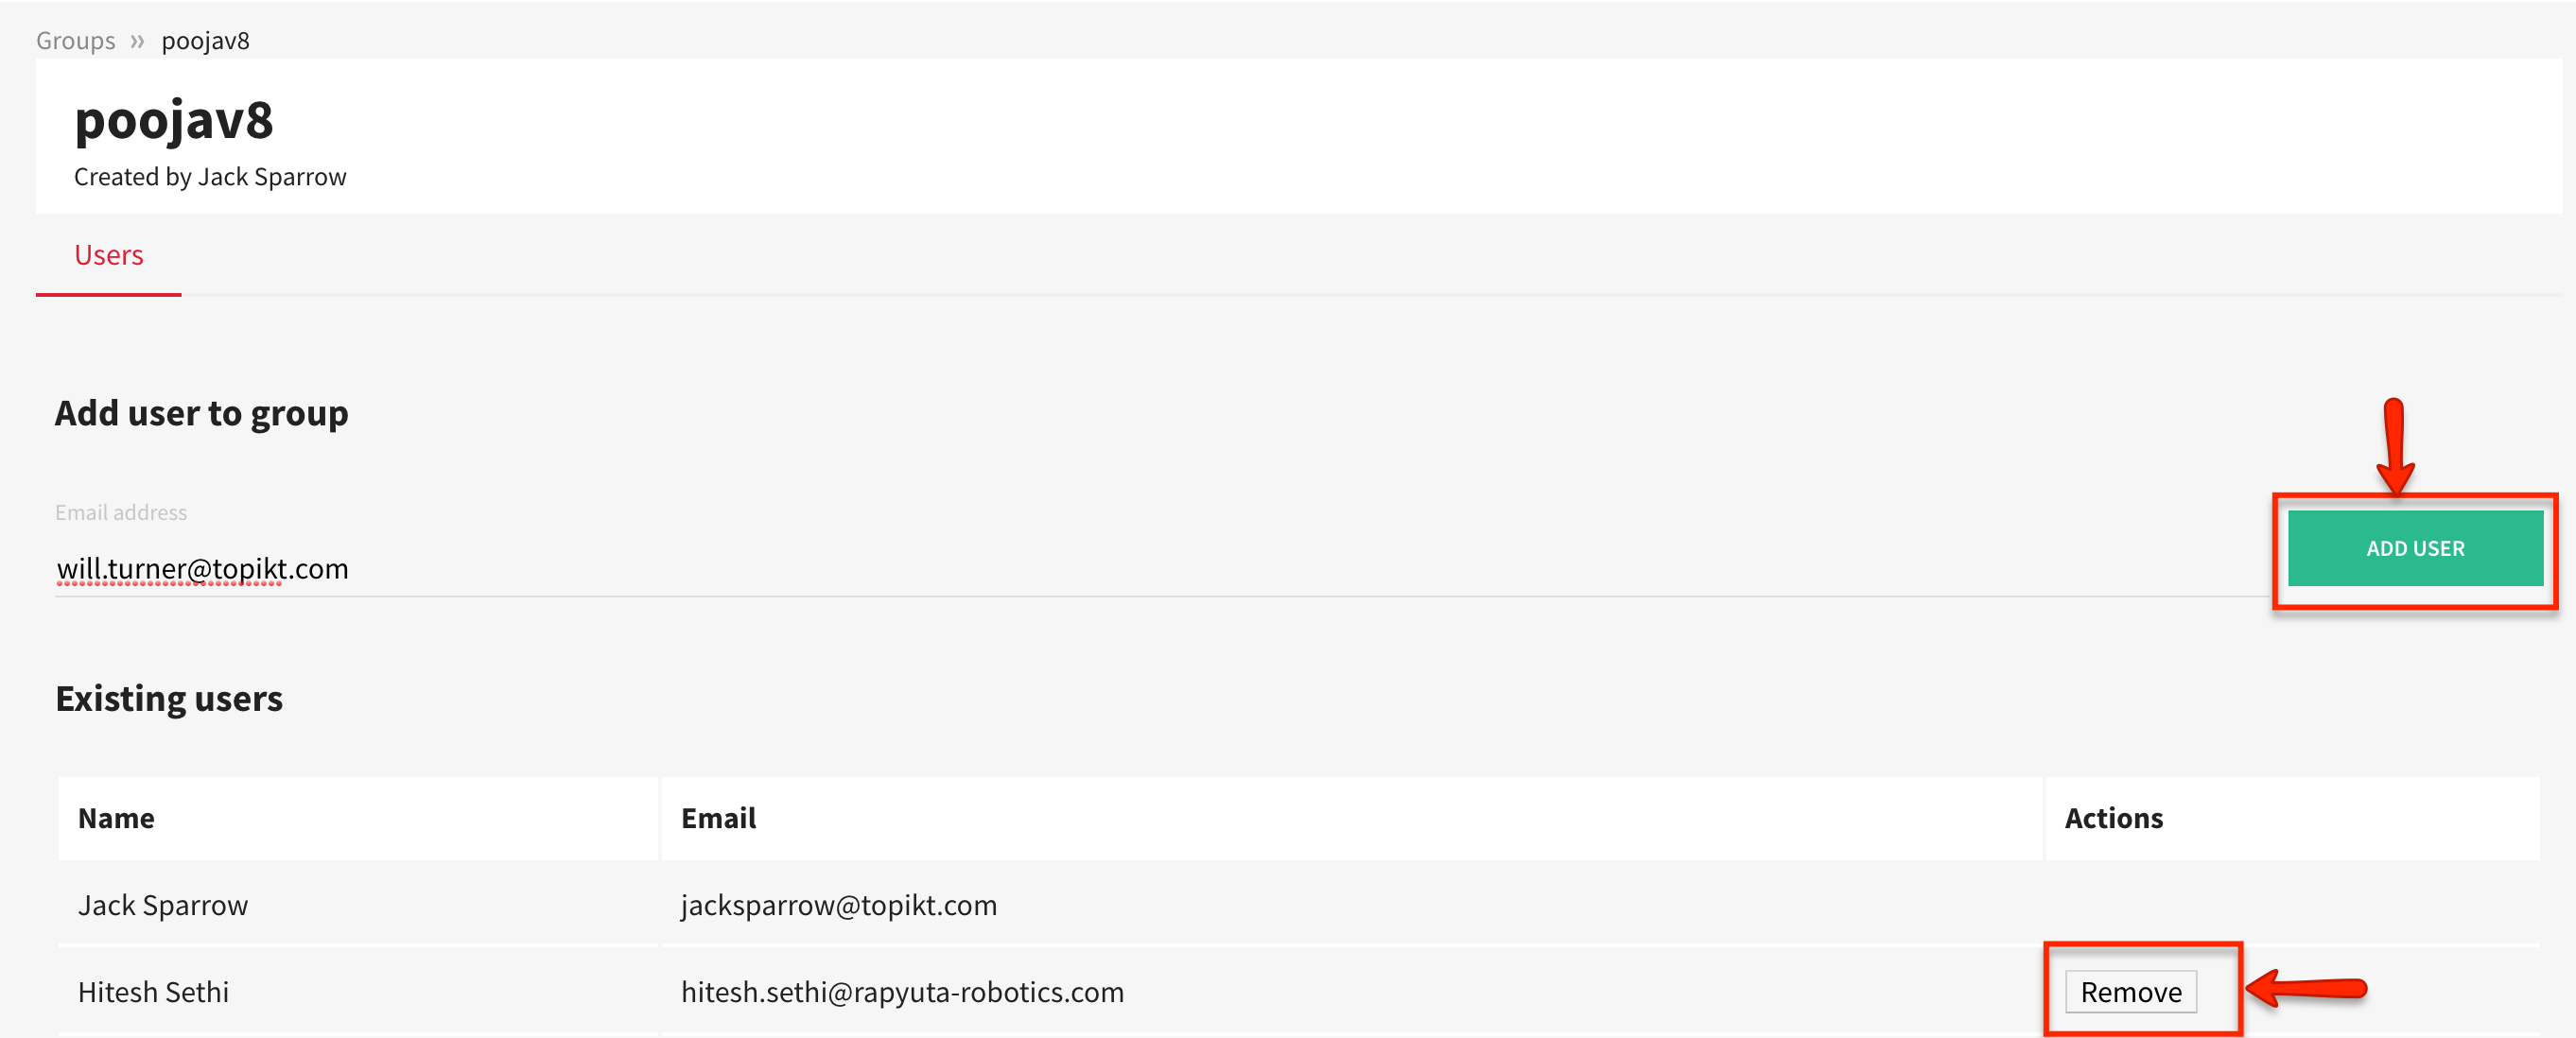 Groups » poojav8
poojav8
Created by Jack Sparrow
Users
Add user to group
Email address
will.turner@topikt.com
ADD USER
Existing users
Name Email Actions
Jack Sparrow jacksparrow@topikt.com
Hitesh Sethi hitesh.sethi@rapyuta-robotics.com Remove